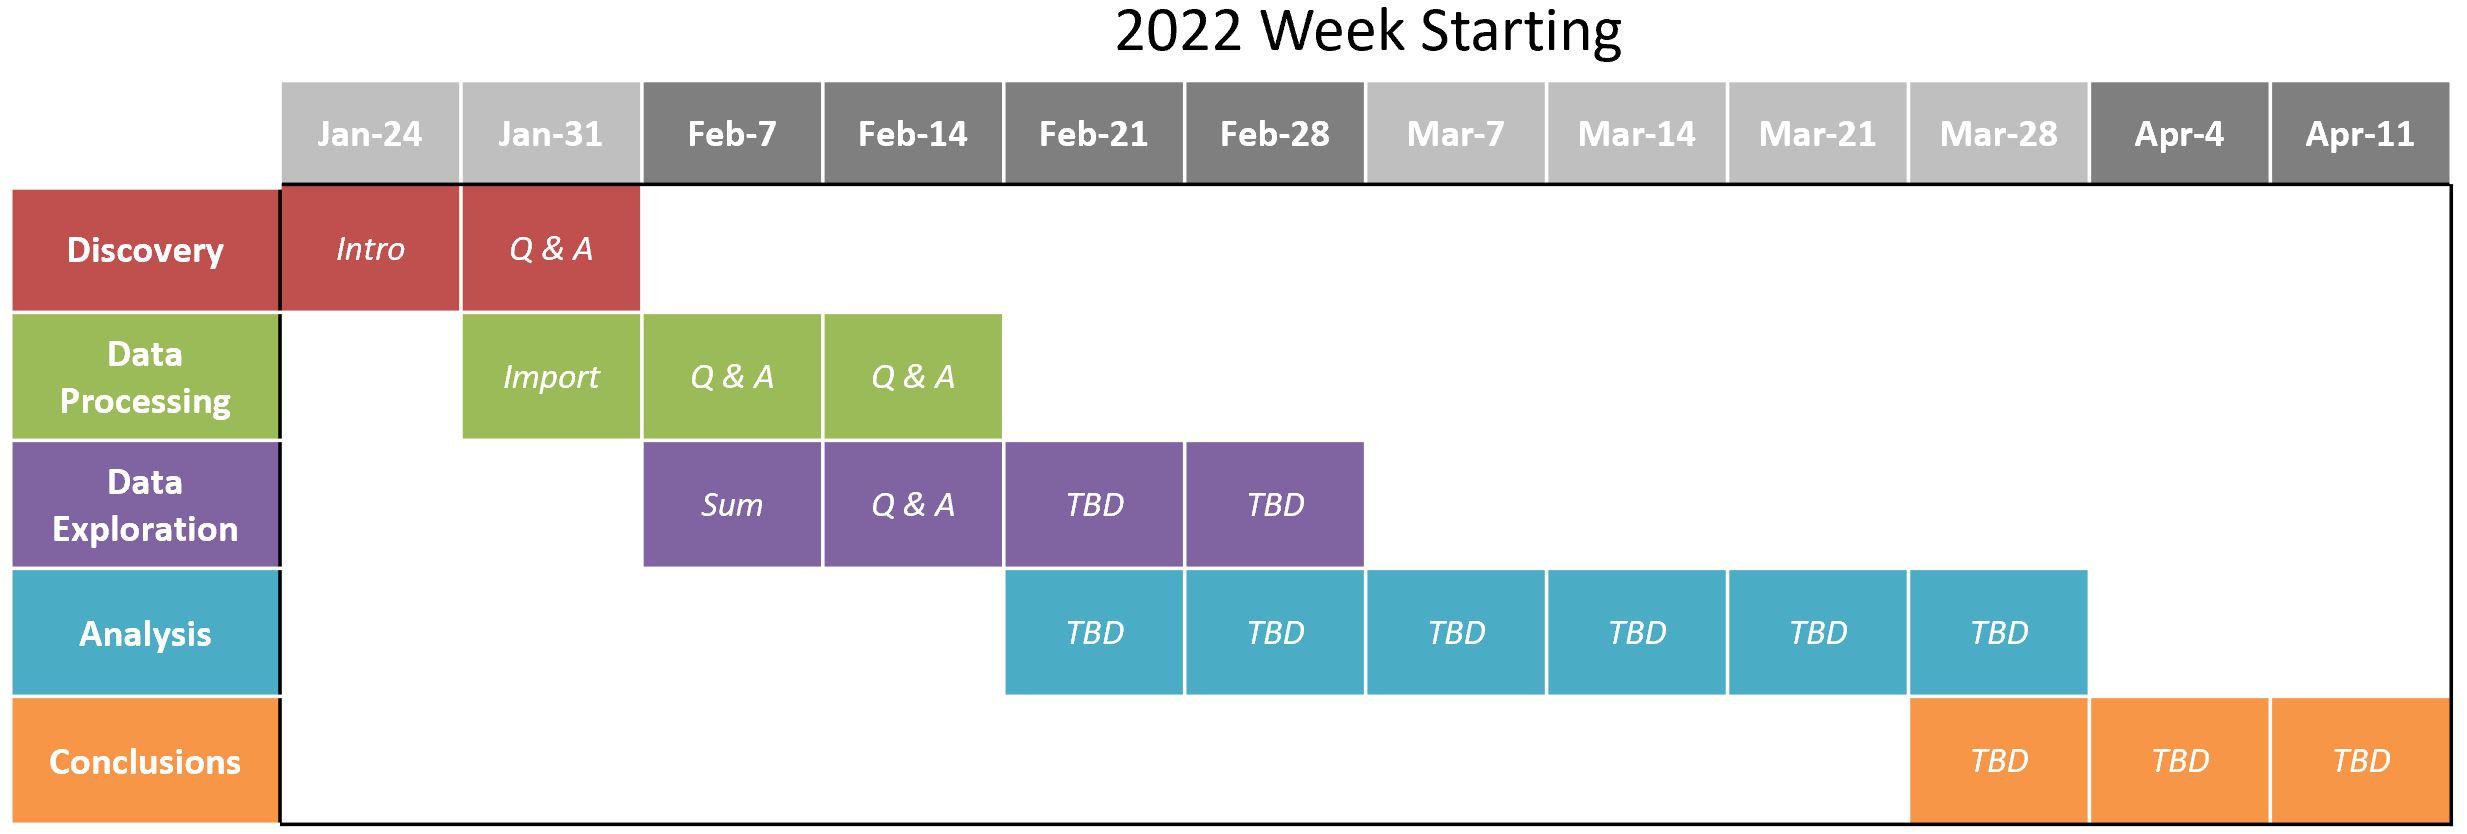 2022 Week Starting
Jan-24 Jan-31 Feb-7 Feb-14 Feb-21 Feb-28 Mar-7 Mar-14 Mar-21 Mar-28 Apr-4 Apr-11
Discovery Intro Q & A
Data
Processing
Import Q & A Q & A
Data
Exploration
Sum Q & A TBD TBD
Analysis TBD TBD TBD TBD TBD TBD
Conclusions TBD TBD TBD